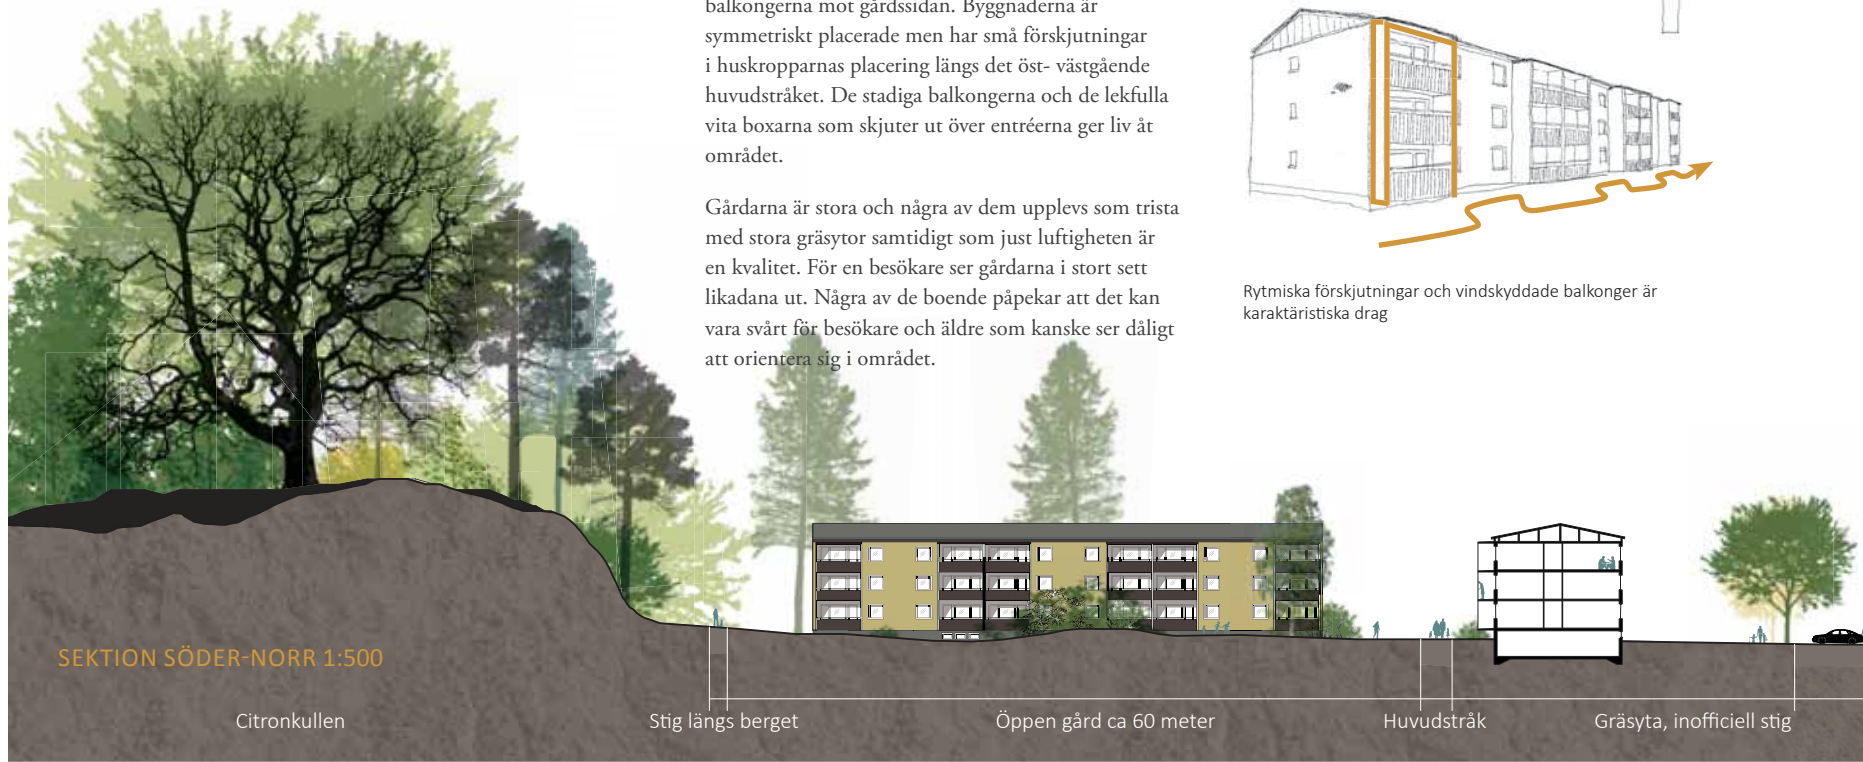 balkongerna mot gårdssidan. Byggnaderna är
symmetriskt placerade men har små förskjutningar
i huskropparnas placering längs det öst- västgående
huvudstråket. De stadiga balkongerna och de lekfulla
vita boxarna som skjuter ut över entréerna ger liv åt
området.
Gårdarna är stora och några av dem upplevs som trista
med stora gräsytor samtidigt som just luftigheten är
en kvalitet. För en besökare ser gårdarna i stort sett
likadana ut. Några av de boende påpekar att det kan
vara svårt för besökare och äldre som kanske ser dåligt
att orientera sig i området.
Rytmiska förskjutningar och vindskyddade balkonger är
karaktäristiska drag
SEKTION SÖDER-NORR 1:500
Citronkullen
Stig längs berget
Öppen gård ca 60 meter
Huvudstråk
Gräsyta, inofficiell stig